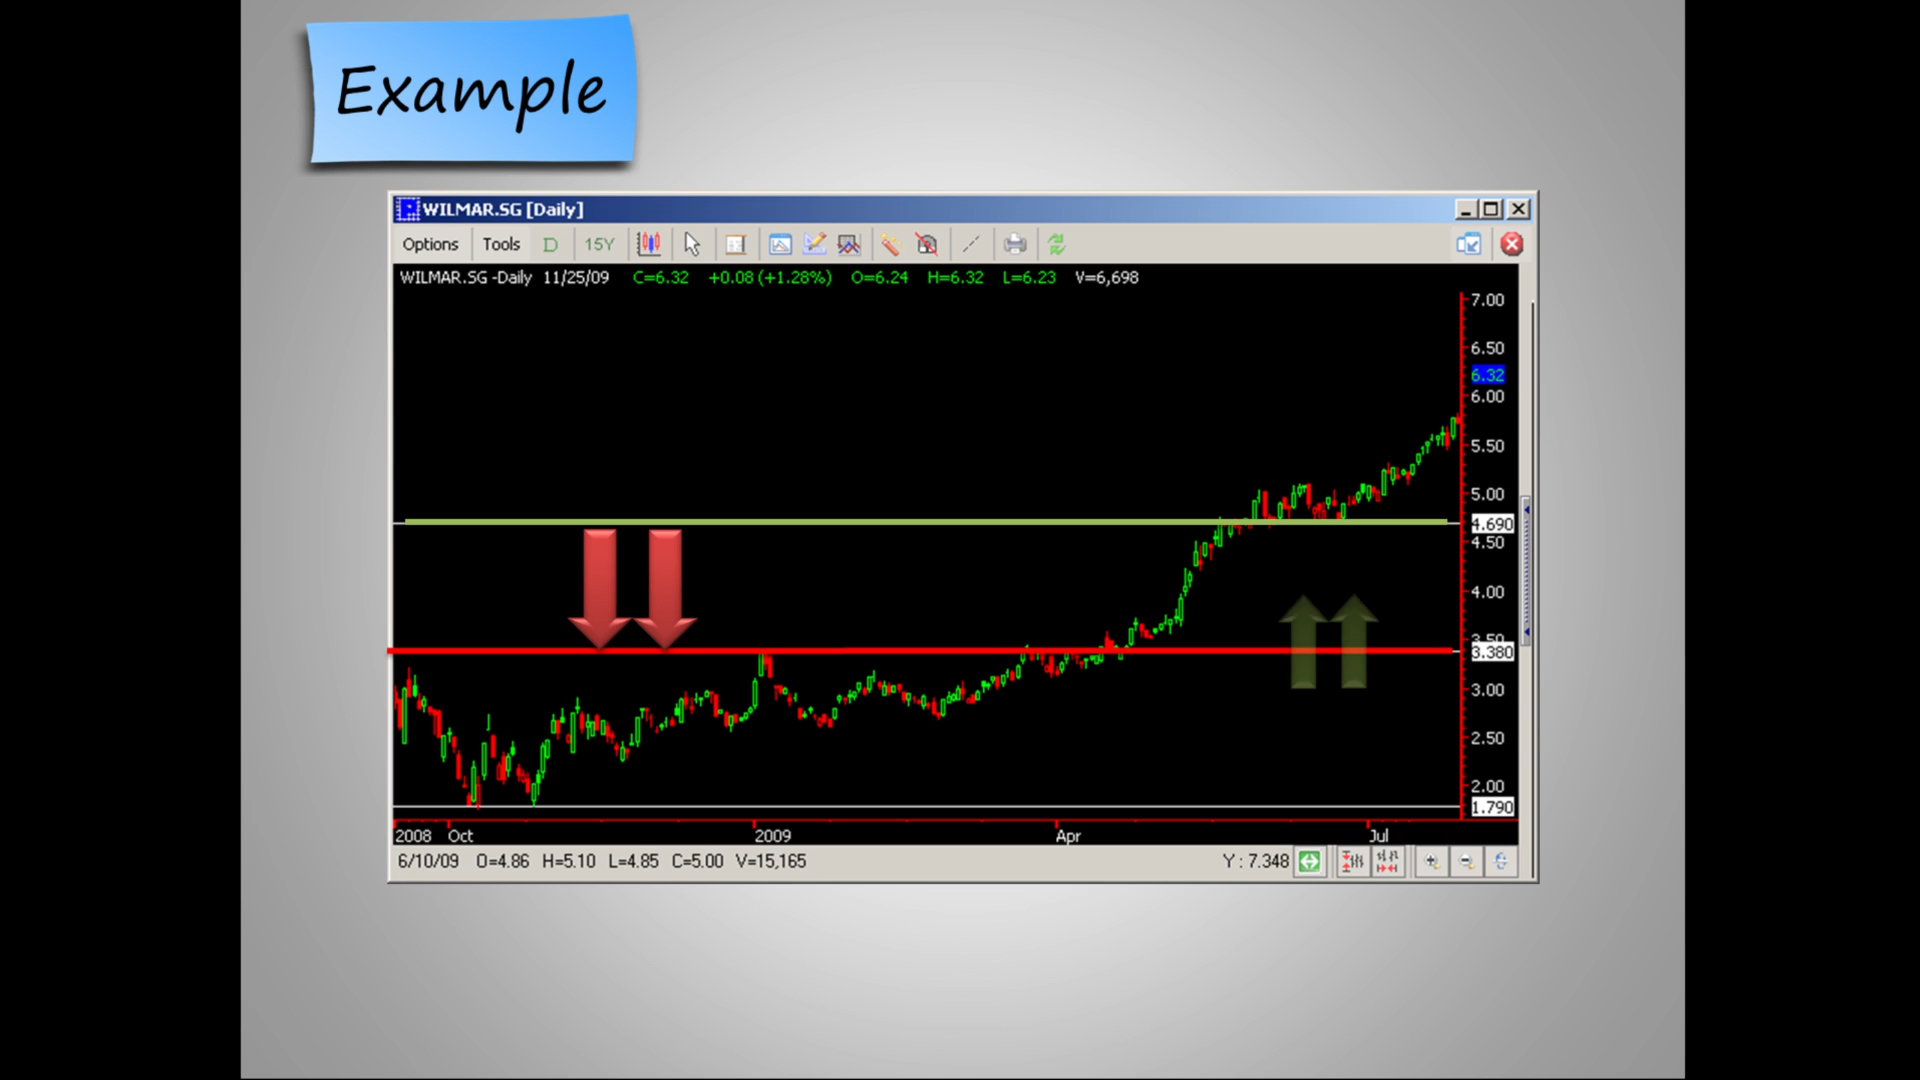 Example
WILMAR.SG [Daily]
Options Tools D 15Y
WILMAR.SG -Daily 11/25/09 C=6.32 +0.08 (+1.28%) O=6.24 H=6.32 L=6.23 V=6,698
7.00
6.50
6.32
6.00
5.50
5.00
4.690
4.50
4.00
3.50
3.380
3.00
2.50
2.00
1.790
2008 Oct 2009 Apr Jul
6/10/09 O=4.86 H=5.10 L=4.85 C=5.00 V=15,165 Y : 7.348